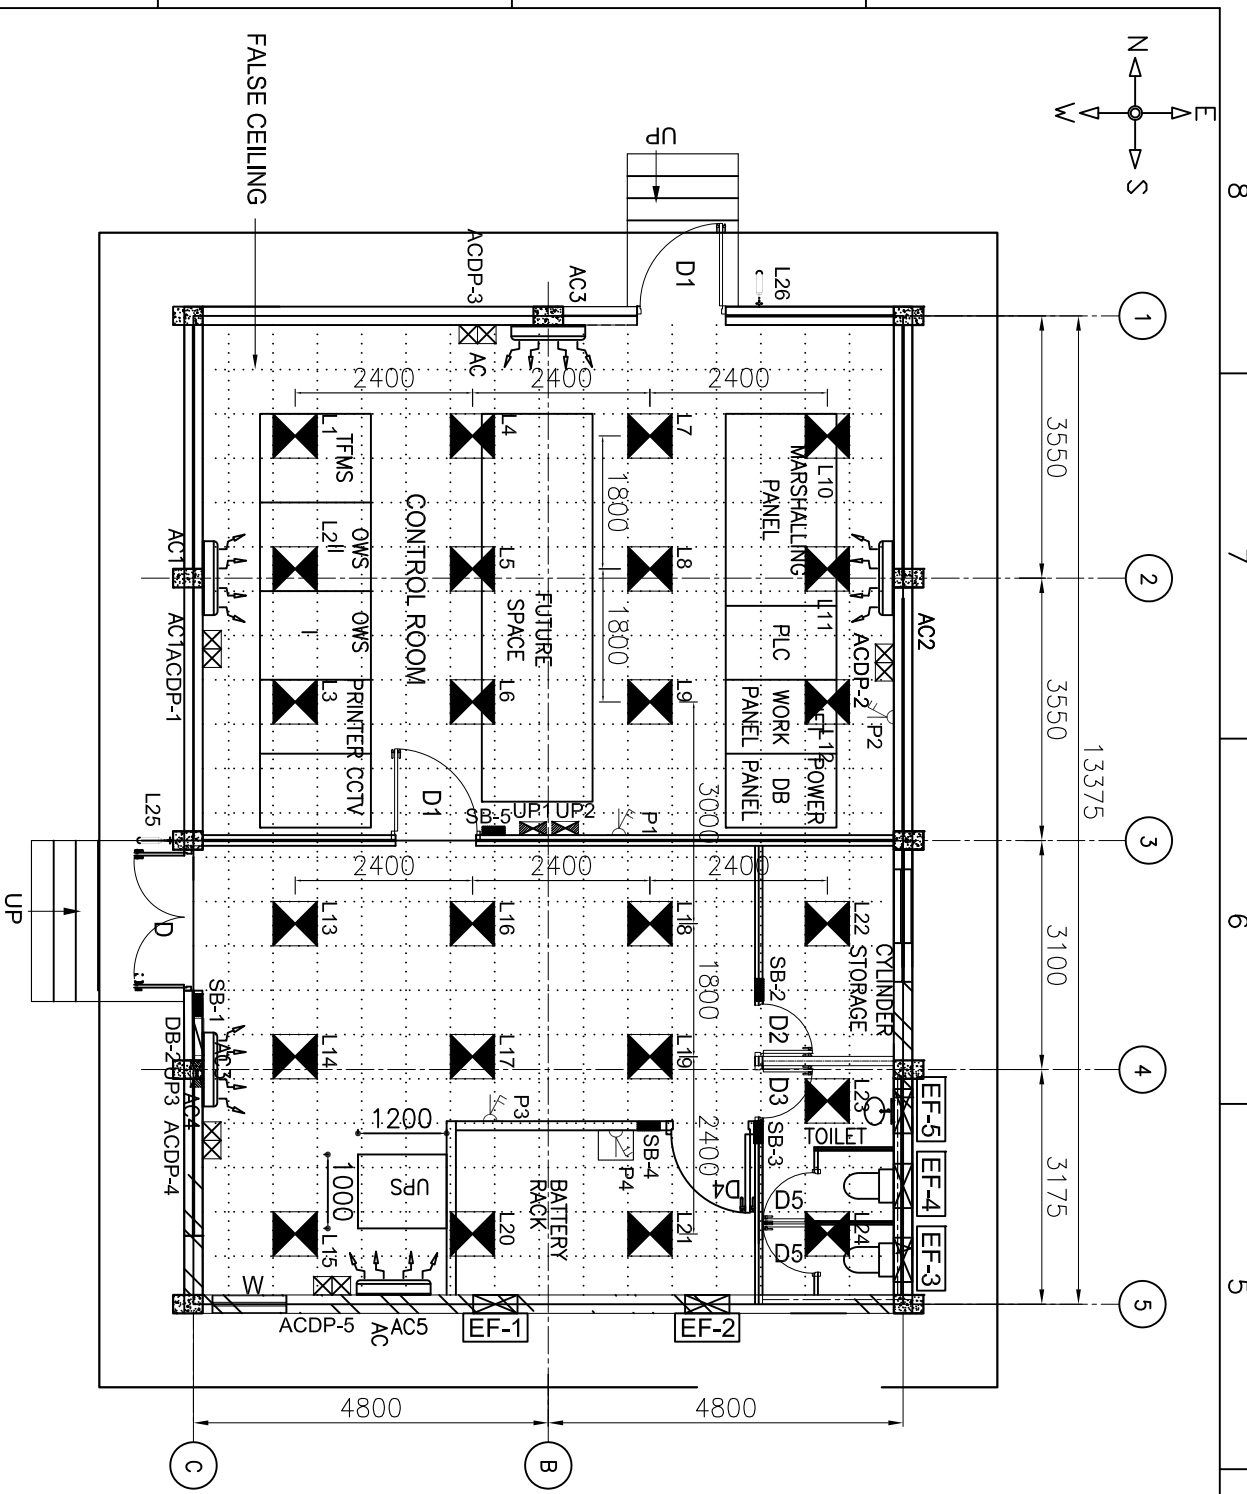 N
E
W
S
8
7
6
5
FALSE CEILING
UP
D1
L26
ACDP-3
AC3
AC
1
2
3
4
5
2400
2400
2400
3550
3550
3100
3175
13375
L1
L4
L7
L10
TFMS
MARSHALLING
PANEL
1800
1800
CONTROL ROOM
L2
OWS
II
L5
L8
L11
AC1
AC1
ACDP-1
AC2
ACDP-2
FUTURE
SPACE
OWS
I
PLC
L3
L6
L9
L12
PRINTER
CCTV
WORK
PANEL
POWER
DB
PANEL
P2
P1
D1
SB-5
UP1
UP2
3000
L25
UP
D
2400
2400
2400
L13
L16
L18
L22
CYLINDER
STORAGE
SB-2
1800
D2
SB-1
DB-2
UP3
AC3
AC4
ACDP-4
L14
L17
L19
D3
L23
TOILET
SB-3
EF-5
EF-4
EF-3
1200
1000
UPS
P3
SB-4
P4
2400
D4
D5
D5
BATTERY
RACK
L15
L20
L21
L24
W
ACDP-5
AC
AC5
EF-1
EF-2
4800
4800
C
B